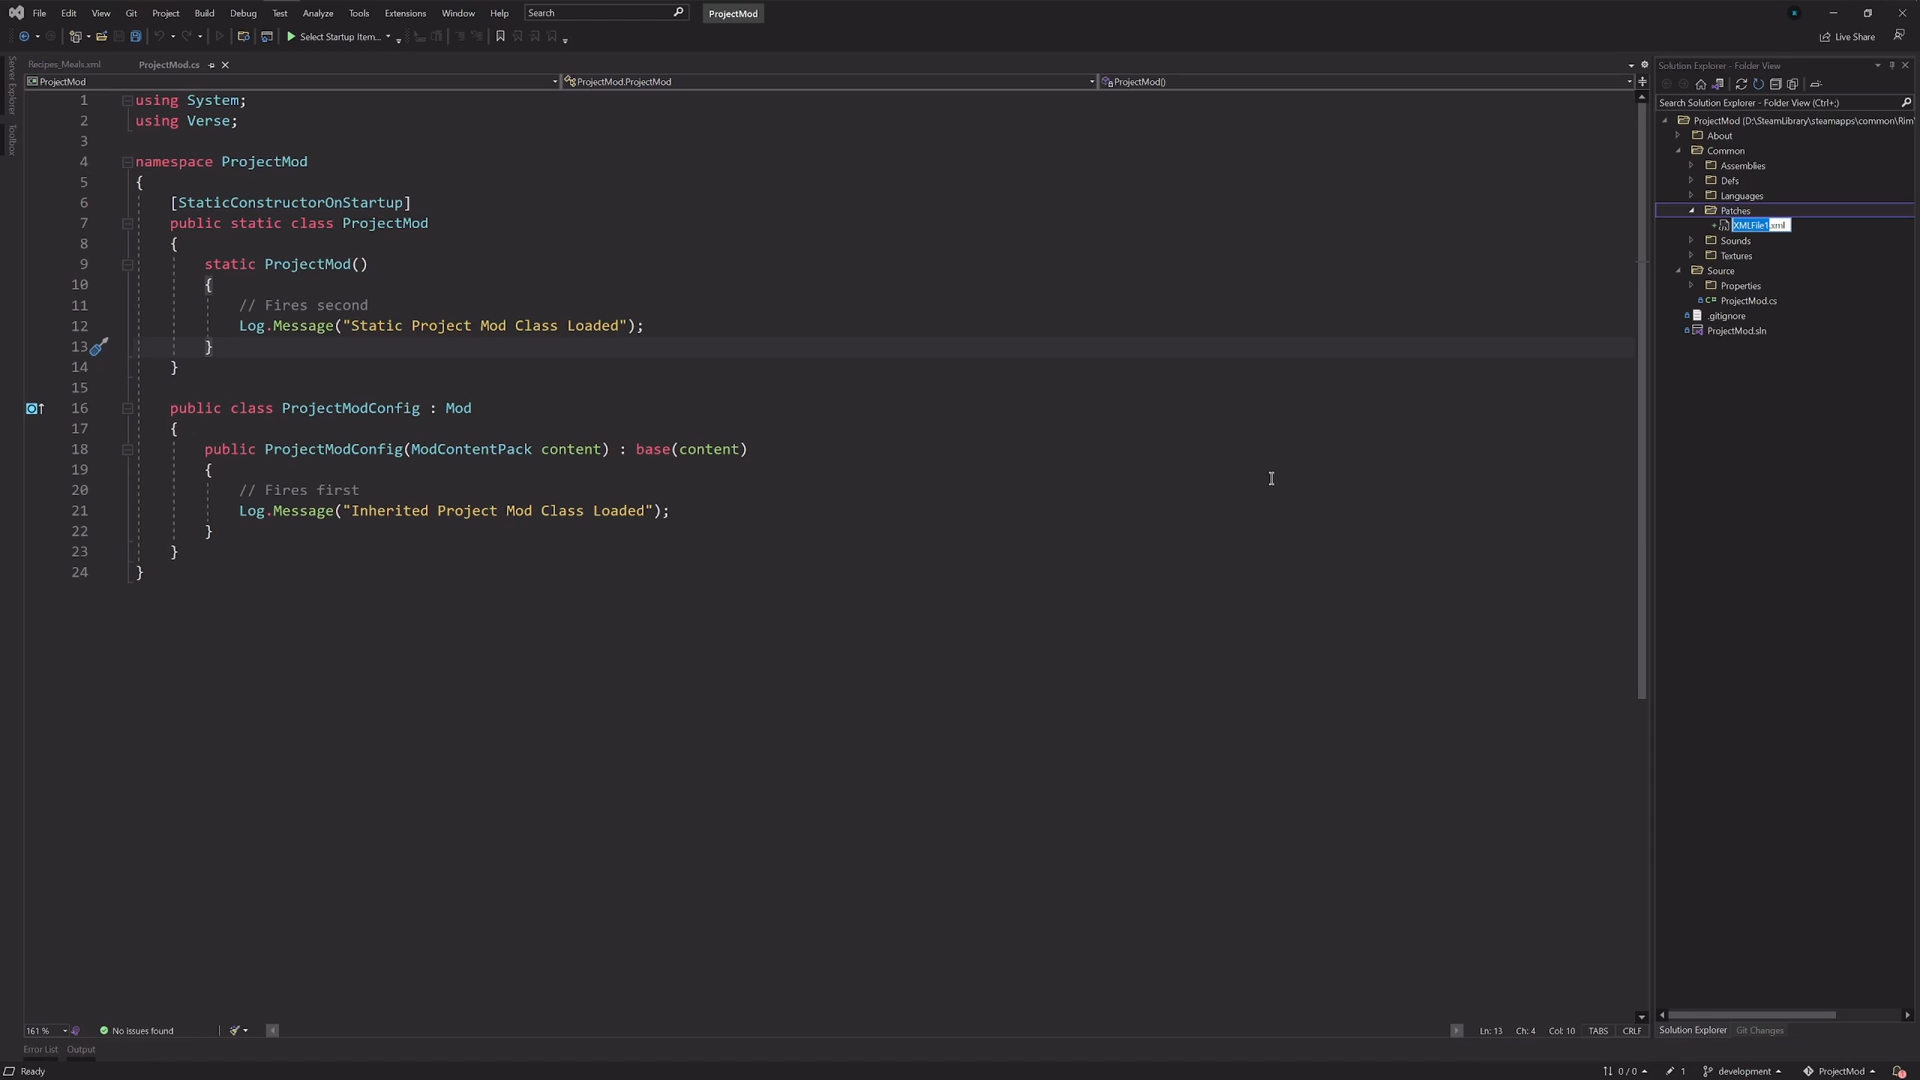 File Edit View Git Project Build Debug Test Analyze Tools Extensions Window Help Search ProjectMod
Select Startup Item... Live Share
Server Explorer
Toolbox
Recipes_Meals.xml ProjectMod.cs
ProjectMod ProjectMod.ProjectMod ProjectMod()
1 using System;
2 using Verse;
3
4 namespace ProjectMod
5 {
6 [StaticConstructorOnStartup]
7 public static class ProjectMod
8 {
9 static ProjectMod()
10 {
11 // Fires second
12 Log.Message("Static Project Mod Class Loaded");
13 }
14 }
15
16 public class ProjectModConfig : Mod
17 {
18 public ProjectModConfig(ModContentPack content) : base(content)
19 {
20 // Fires first
21 Log.Message("Inherited Project Mod Class Loaded");
22 }
23 }
24 }
Solution Explorer - Folder View
Search Solution Explorer - Folder View (Ctrl+;)
ProjectMod (D:\SteamLibrary\steamapps\common\Rim
About
Common
Assemblies
Defs
Languages
Patches
XMLFile1.xml
Sounds
Textures
Source
Properties
ProjectMod.cs
.gitignore
ProjectMod.sln
161 % No issues found Ln: 13 Ch: 4 Col: 10 TABS CRLF
Solution Explorer Git Changes
Error List Output
Ready 0 / 0 1 development ProjectMod